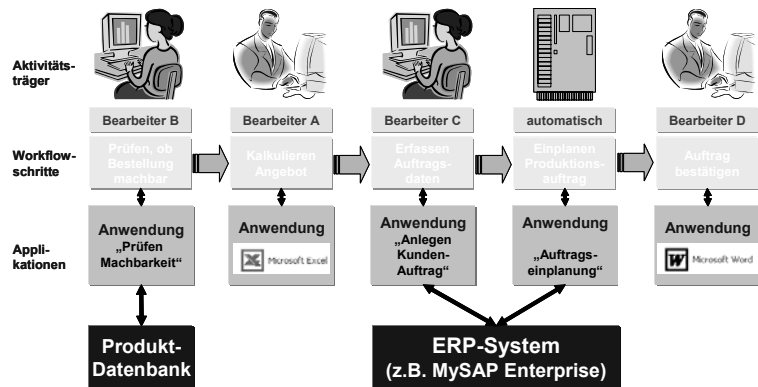 Aktivitäts-
träger
Bearbeiter B
Bearbeiter A
Bearbeiter C
automatisch
Bearbeiter D
Workflow-
schritte
Prüfen, ob
Bestellung
machbar
Kalkulieren
Angebot
Erfassen
Auftrags-
daten
Einplanen
Produktions-
auftrag
Auftrag
bestätigen
Appli-
kationen
Anwendung
„Prüfen
Machbarkeit“
Anwendung
Microsoft Excel
Anwendung
„Anlegen
Kunden-
Auftrag“
Anwendung
„Auftrags-
einplanung“
Anwendung
W Microsoft Word
Produkt-
Datenbank
ERP-System
(z.B. MySAP Enterprise)